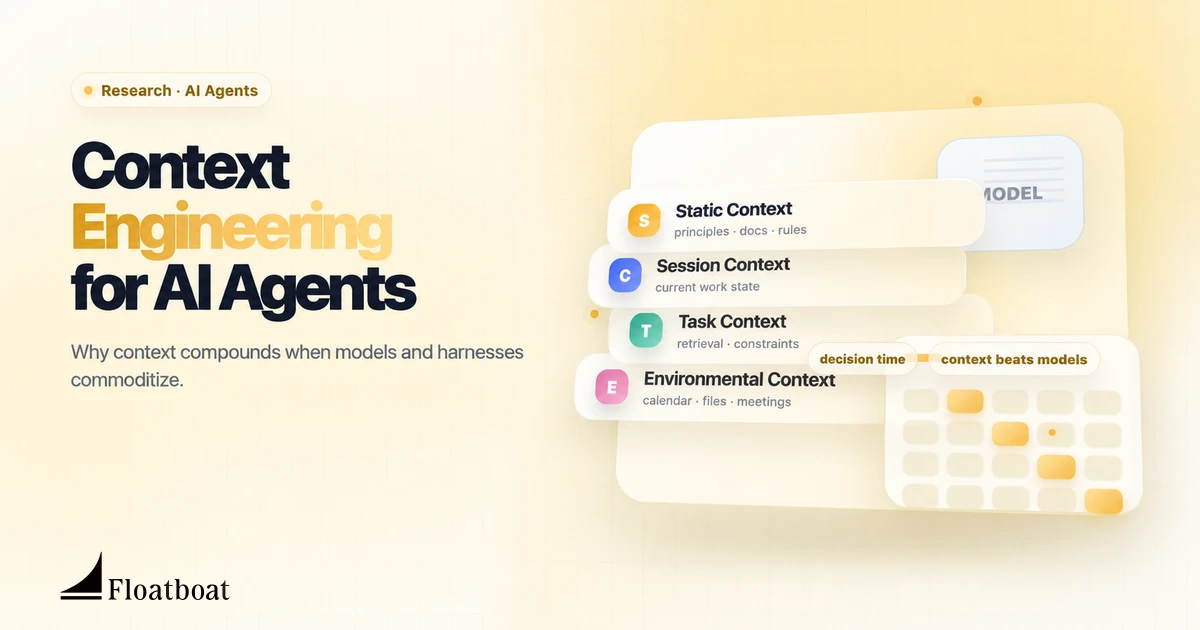 Research · AI Agents
Context
Engineering
for AI Agents
Why context compounds when models and harnesses
commoditize.
MODEL
S
Static Context
principles · docs · rules
C
Session Context
current work state
T
Task Context
retrieval · constraints
decision time
context beats models
E
Environmental Context
calendar · files · meetings
Floatboat